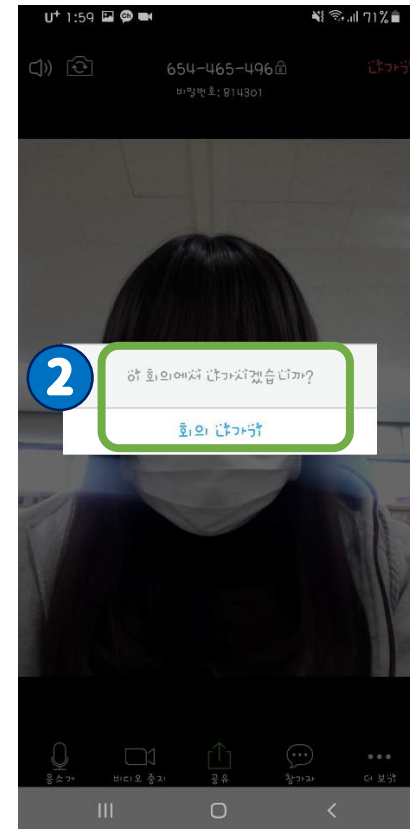 U+ 1:59 71%
654-465-496
나가기
비밀번호: 814301
2
이 회의에서 나가시겠습니까?
회의 나가기
음소거 비디오 중지 공유 참가자 더 보기